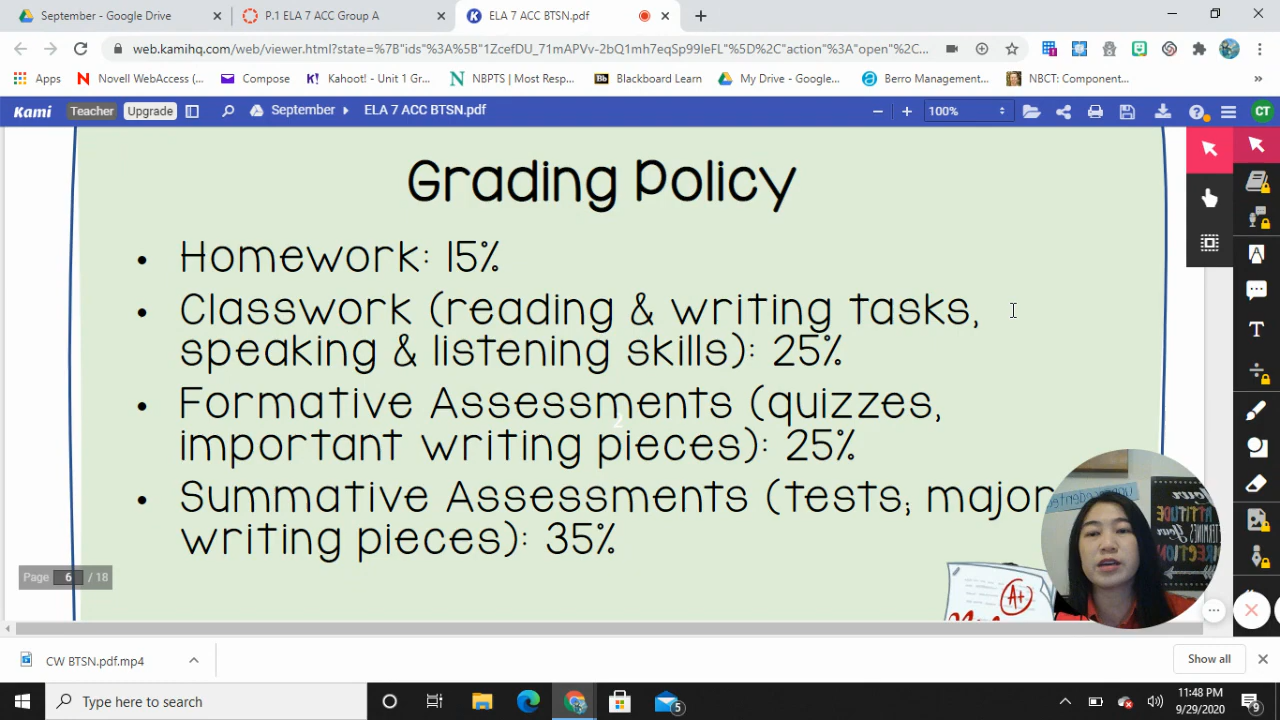 September - Google Drive
P.1 ELA 7 ACC Group A
ELA 7 ACC BTSN.pdf
web.kamihq.com/web/viewer.html?state=%7B"ids"%3A%5B"1ZcefDU_71mAPVv-2bQ1mh7eqSp99IeFL"%5D%2C"action"%3A"open"%2C...
Apps
Novell WebAccess (...
Compose
Kahoot! - Unit 1 Gr...
NBPTS | Most Resp...
Blackboard Learn
My Drive - Google...
Berro Management...
NBCT: Component...
Kami
Teacher
Upgrade
September
ELA 7 ACC BTSN.pdf
100%
CT
Grading Policy
• Homework: 15%
• Classwork (reading & writing tasks,
speaking & listening skills): 25%
• Formative Assessments (quizzes,
important writing pieces): 25%
• Summative Assessments (tests; major
writing pieces): 35%
2
A+
Page 6 / 18
CW BTSN.pdf.mp4
Show all
Type here to search
5
11:48 PM
9/29/2020
9